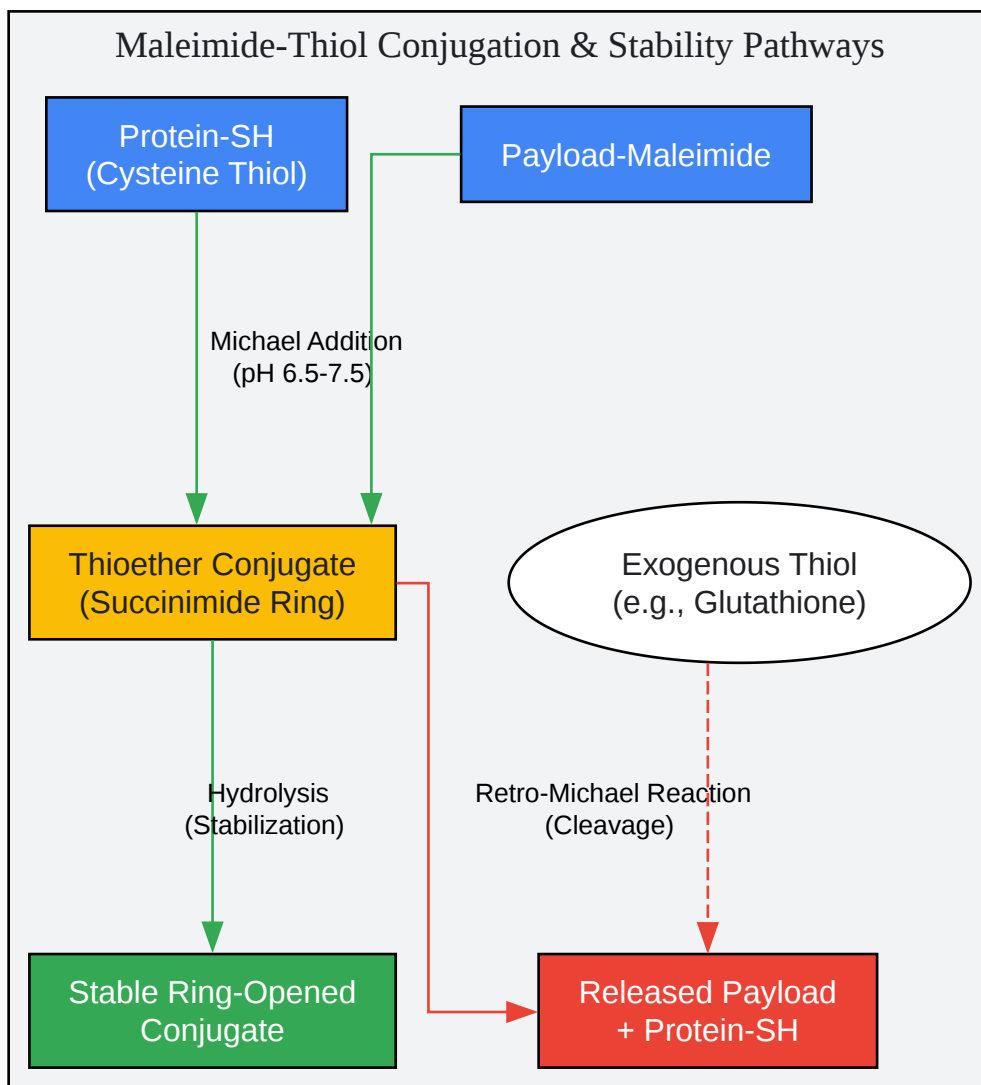 Maleimide-Thiol Conjugation & Stability Pathways
Protein-SH
(Cysteine Thiol)
Payload-Maleimide
Michael Addition
(pH 6.5-7.5)
Thioether Conjugate
(Succinimide Ring)
Exogenous Thiol
(e.g., Glutathione)
Hydrolysis
(Stabilization)
Retro-Michael Reaction
(Cleavage)
Stable Ring-Opened
Conjugate
Released Payload
+ Protein-SH